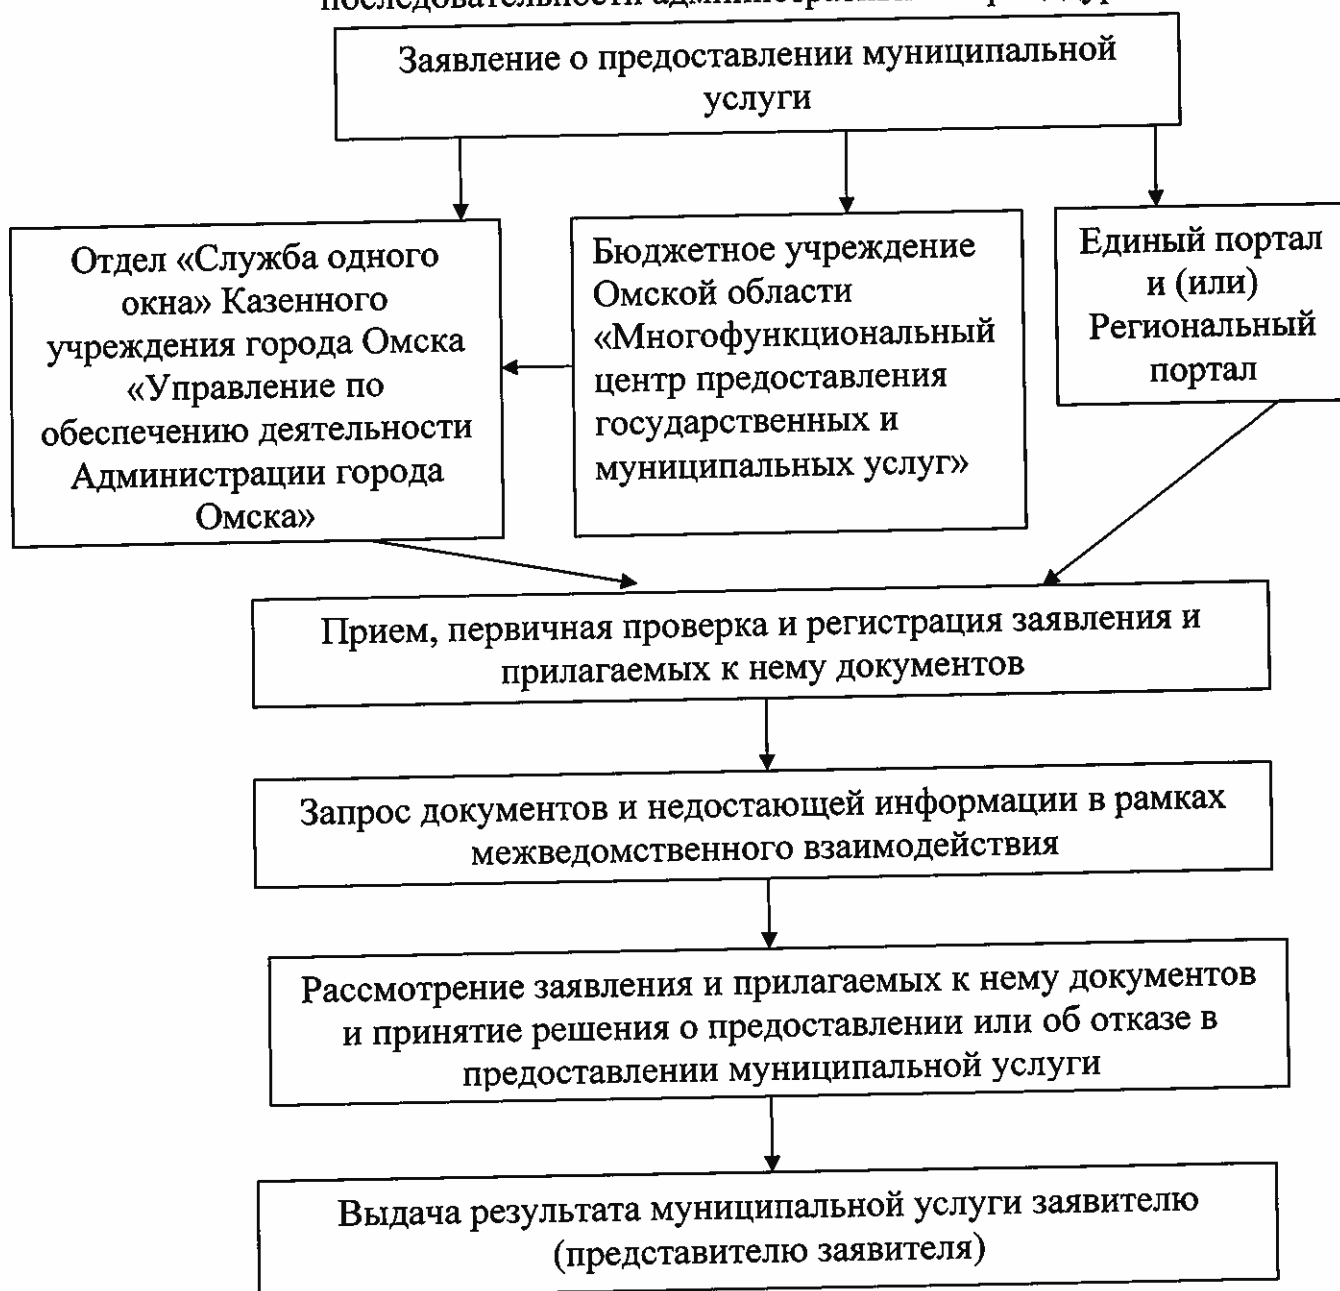 последовательности
Заявление о предоставлении муниципальной
услуги
Отдел «Служба одного
окна» Казенного
учреждения города Омска
«Управление по
обеспечению деятельности
Администрации города
Омска»
Бюджетное учреждение
Омской области
«Многофункциональный
центр предоставления
государственных и
муниципальных услуг»
Единый портал
и (или)
Региональный
портал
Прием, первичная проверка и регистрация заявления и
прилагаемых к нему документов
Запрос документов и недостающей информации в рамках
межведомственного взаимодействия
Рассмотрение заявления и прилагаемых к нему документов
и принятие решения о предоставлении или об отказе в
предоставлении муниципальной услуги
Выдача результата муниципальной услуги заявителю
(представителю заявителя)